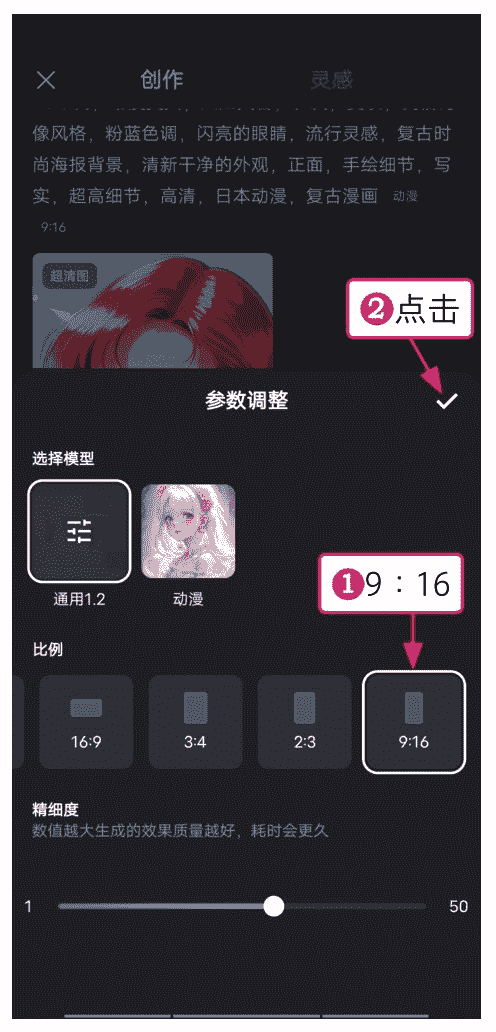 创作
灵感
像风格，粉蓝色调，闪亮的眼睛，流行灵感，复古时
尚海报背景，清新干净的外观，正面，手绘细节，写
实，超高细节，高清，日本动漫，复古漫画 动漫
9:16
超清图
❷点击
参数调整
选择模型
通用1.2
动漫
❶9：16
比例
16:9
3:4
2:3
9:16
精细度
数值越大生成的效果质量越好，耗时会更久
1
50